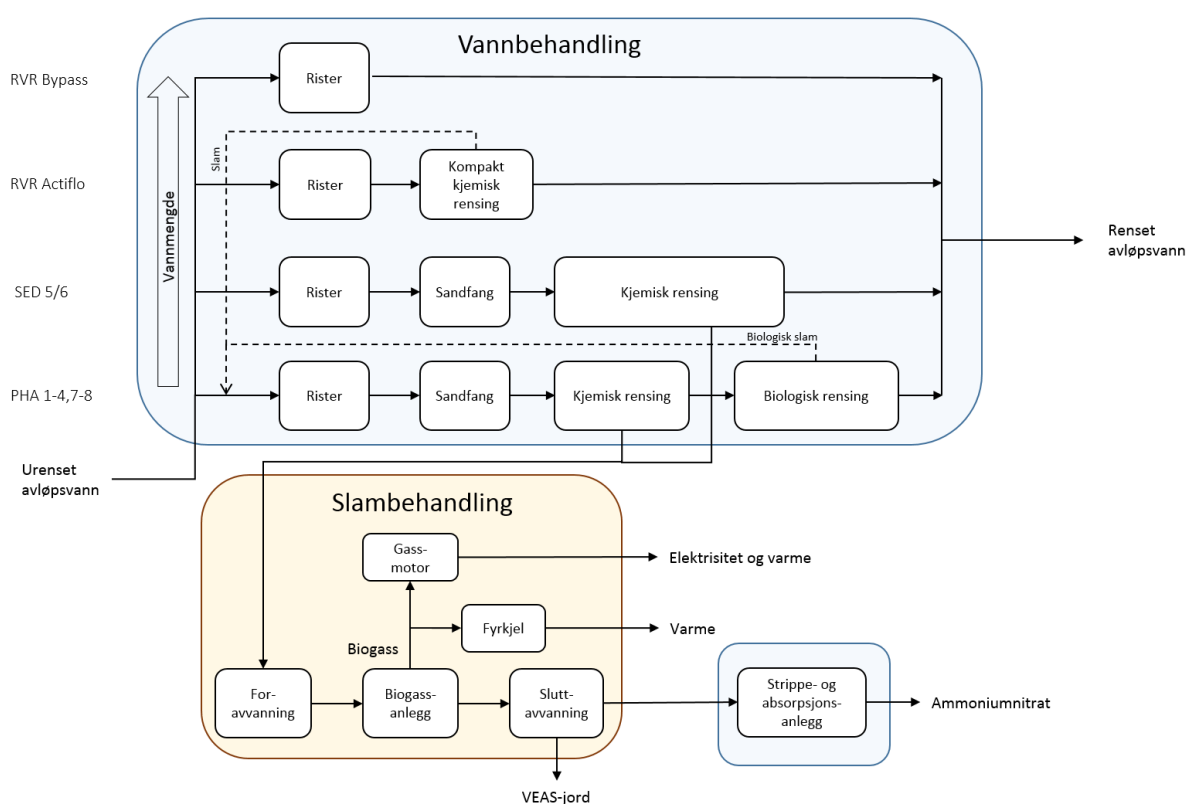 Vannbehandling
RVR Bypass
Rister
Slam
RVR Actiflo
Rister
Kompakt
kjemisk
rensing
Vannmengde
Renset
avløpsvann
SED 5/6
Rister
Sandfang
Kjemisk rensing
Biologisk slam
PHA 1-4,7-8
Rister
Sandfang
Kjemisk rensing
Biologisk rensing
Urenset
avløpsvann
Slambehandling
Gass-
motor
Elektrisitet og varme
Fyrkjel
Varme
Biogass
For-
avvanning
Biogass-
anlegg
Slutt-
avvanning
Strippe- og
absorpsjons-
anlegg
Ammoniumnitrat
VEAS-jord